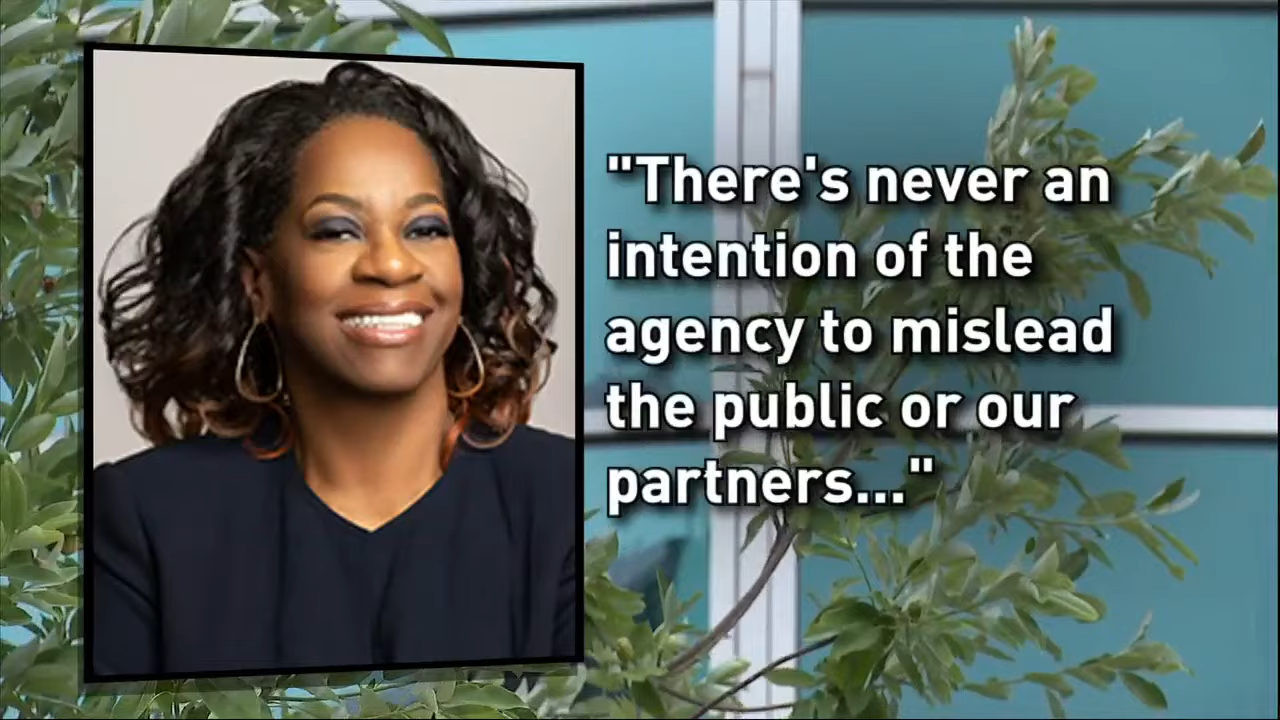 "There's never an
intention of the
agency to mislead
the public or our
partners..."